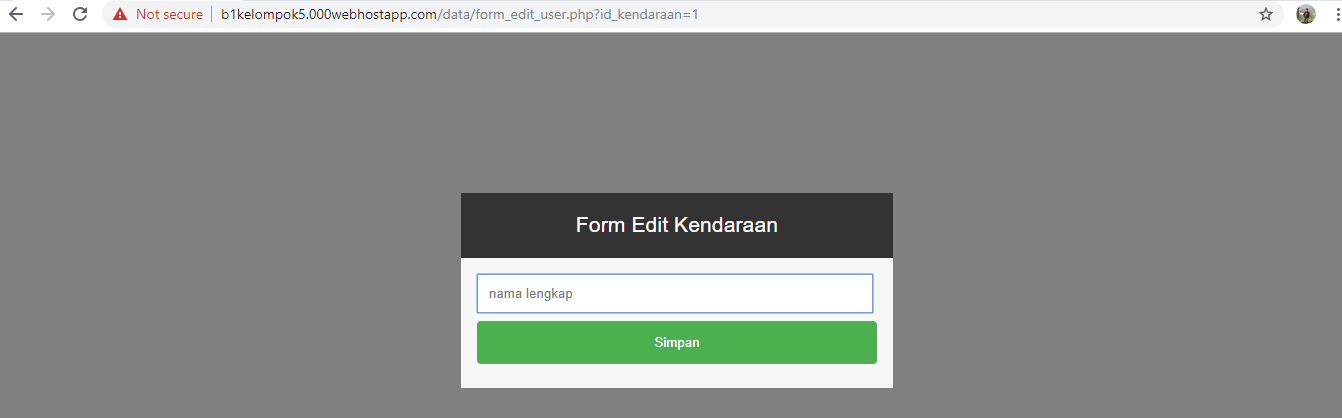 Not secure | b1kelompok5.000webhostapp.com/data/form_edit_user.php?id_kendaraan=1
Form Edit Kendaraan
nama lengkap
Simpan